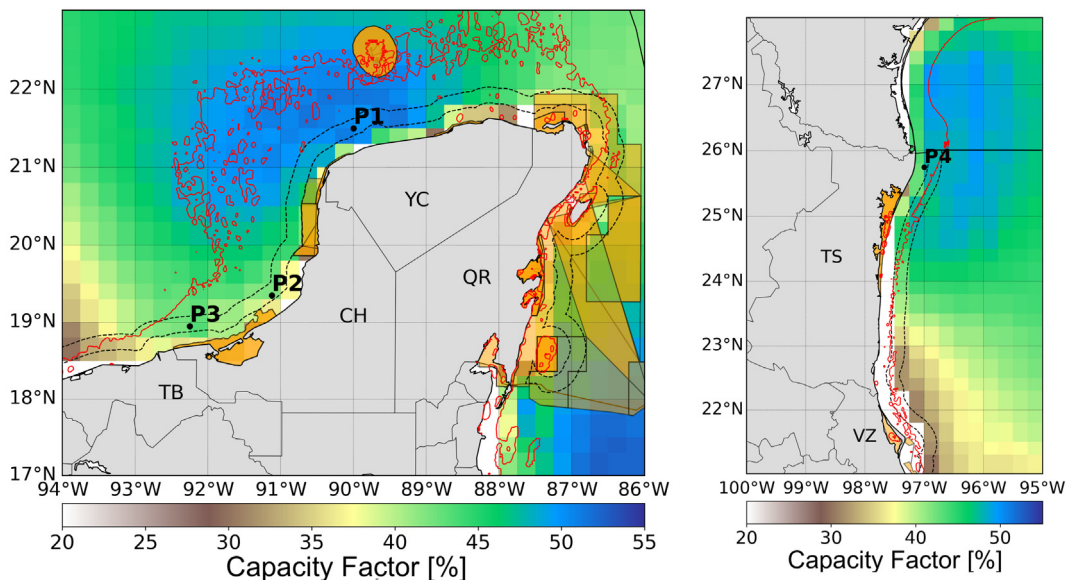 22°N
21°N
20°N
19°N
18°N
17°N
94°W 93°W 92°W 91°W 90°W 89°W 88°W 87°W 86°W
P1
P2
P3
YC
QR
CH
TB
20 25 30 35 40 45 50 55
Capacity Factor [%]
27°N
26°N
25°N
24°N
23°N
22°N
100°W 99°W 98°W 97°W 96°W 95°W
P4
TS
VZ
20 30 40 50
Capacity Factor [%]